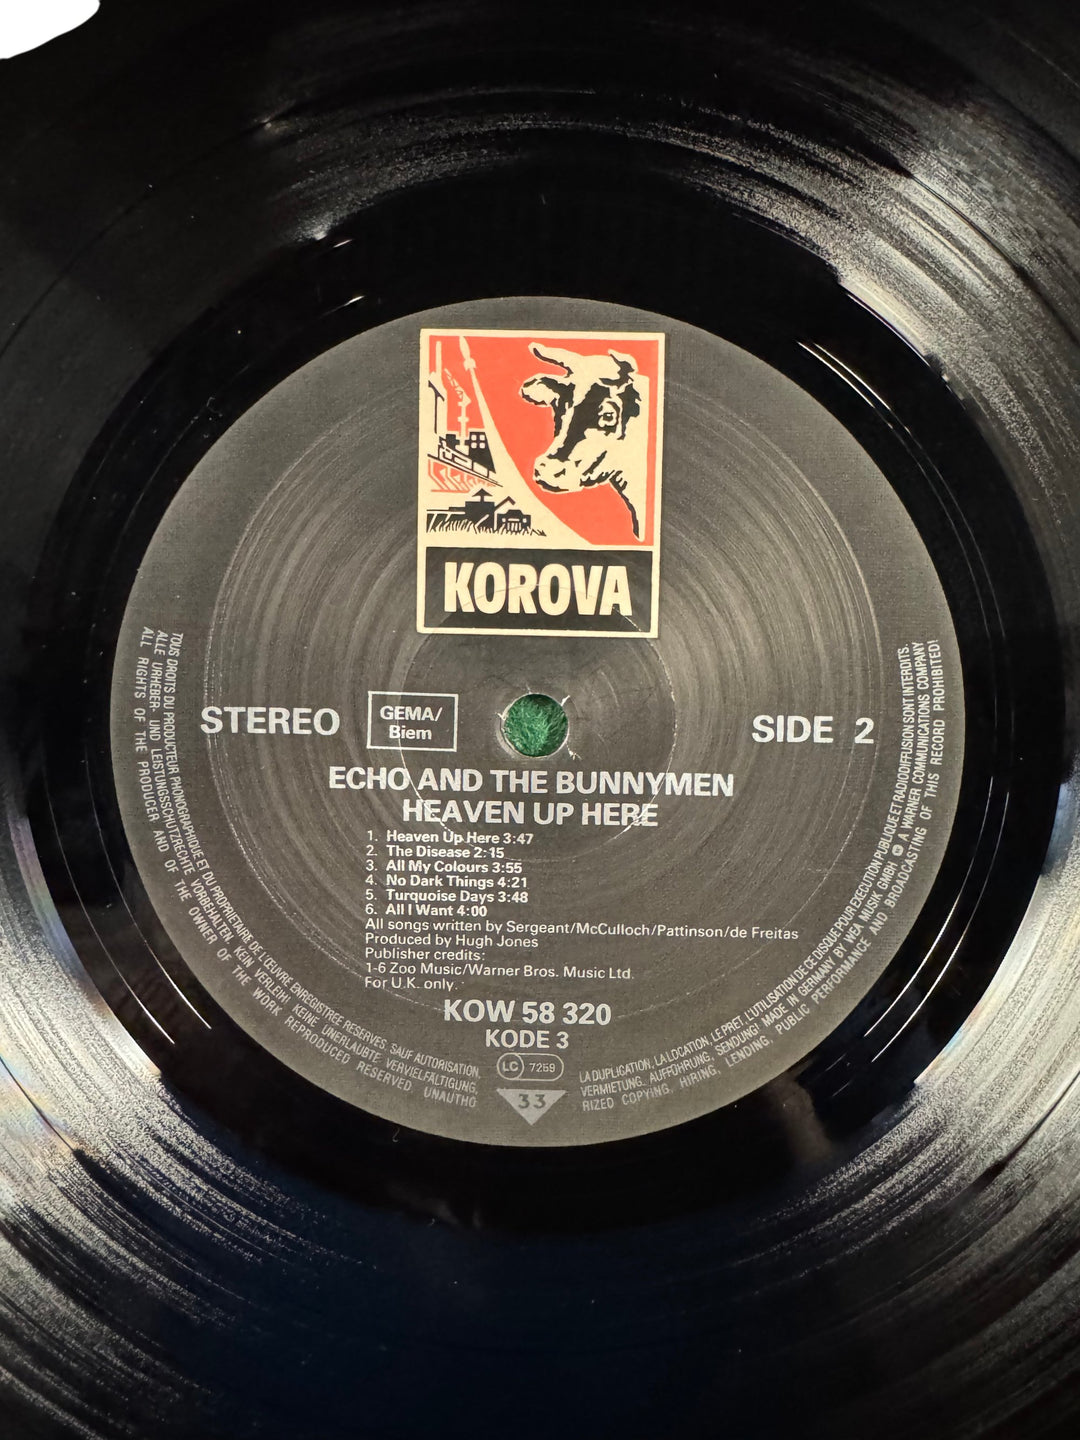 KOROVA
STEREO
GEMA/
Biem
SIDE 2
ECHO AND THE BUNNYMEN
HEAVEN UP HERE
1. Heaven Up Here 3:47
2. The Disease 2:15
3. All My Colours 3:55
4. No Dark Things 4:21
5. Turquoise Days 3:48
6. All I Want 4:00
All songs written by Sergeant/McCulloch/Pattinson/de Freitas
Produced by Hugh Jones
Publisher credits:
1-6 Zoo Music/Warner Bros. Music Ltd.
For U.K. only.
KOW 58 320
KODE 3
LC 7259
33
TOUS DROITS DU PRODUCTEUR PHONOGRAPHIQUE ET DU PROPRIETAIRE DE L'ŒUVRE ENREGISTREE RESERVES, SAUF AUTORISATION, LA DUPLICATION, LA LOCATION, LE PRET, L'UTILISATION DE CE DISQUE POUR EXECUTION PUBLIQUE ET RADIODIFFUSION SONT INTERDITS.
ALLE URHEBER- UND LEISTUNGSSCHUTZRECHTE VORBEHALTEN. KEIN VERLEIH! KEINE UNERLAUBTE VERVIELFÄLTIGUNG, VERMIETUNG, AUFFÜHRUNG, SENDUNG! MADE IN GERMANY BY WEA MUSIK GMBH A WARNER COMMUNICATIONS COMPANY
ALL RIGHTS OF THE PRODUCER AND OF THE OWNER OF THE WORK REPRODUCED RESERVED UNAUTHORIZED COPYING, HIRING, LENDING, PUBLIC PERFORMANCE AND BROADCASTING OF THIS RECORD PROHIBITED!